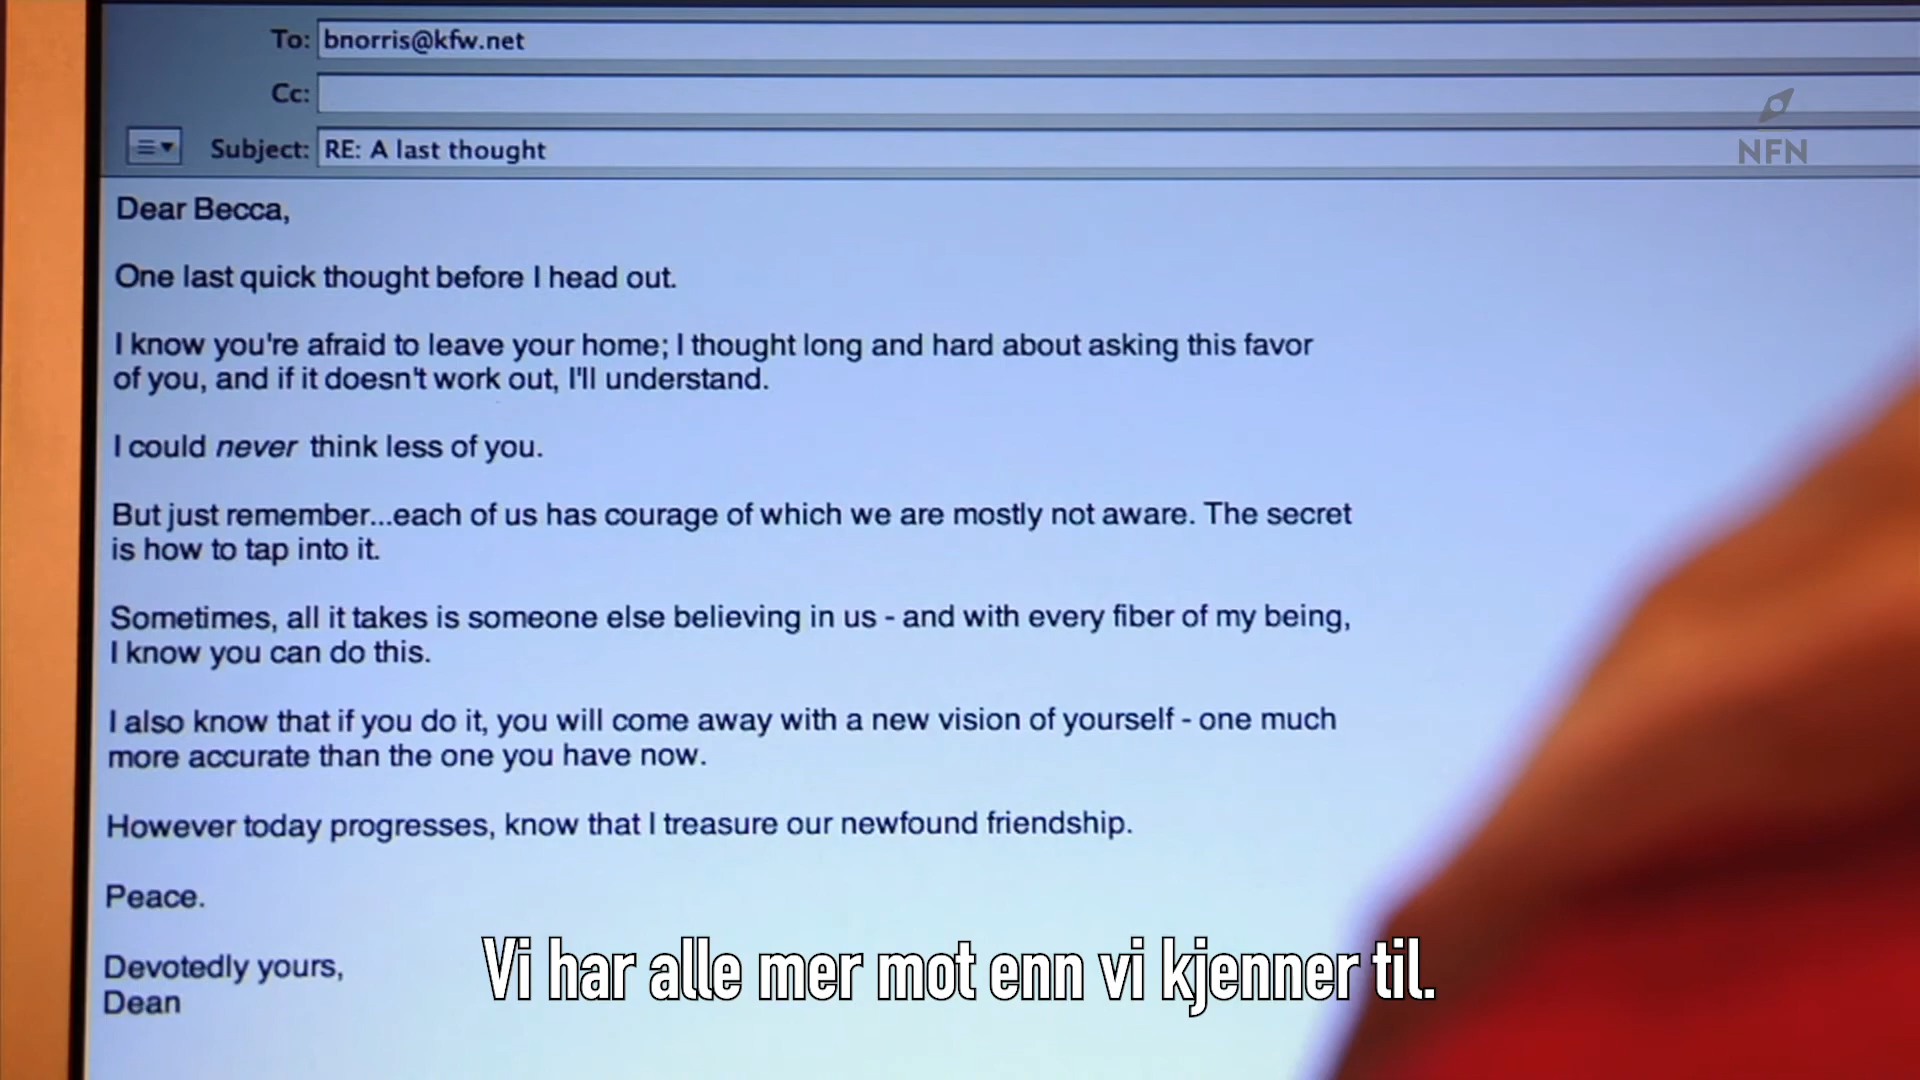 To: bnorris@kfw.net
Cc:
Subject: RE: A last thought
NFN
Dear Becca,
One last quick thought before I head out.
I know you're afraid to leave your home; I thought long and hard about asking this favor
of you, and if it doesn't work out, I'll understand.
I could never think less of you.
But just remember...each of us has courage of which we are mostly not aware. The secret
is how to tap into it.
Sometimes, all it takes is someone else believing in us - and with every fiber of my being,
I know you can do this.
I also know that if you do it, you will come away with a new vision of yourself - one much
more accurate than the one you have now.
However today progresses, know that I treasure our newfound friendship.
Peace.
Devotedly yours,
Dean
Vi har alle mer mot enn vi kjenner til.